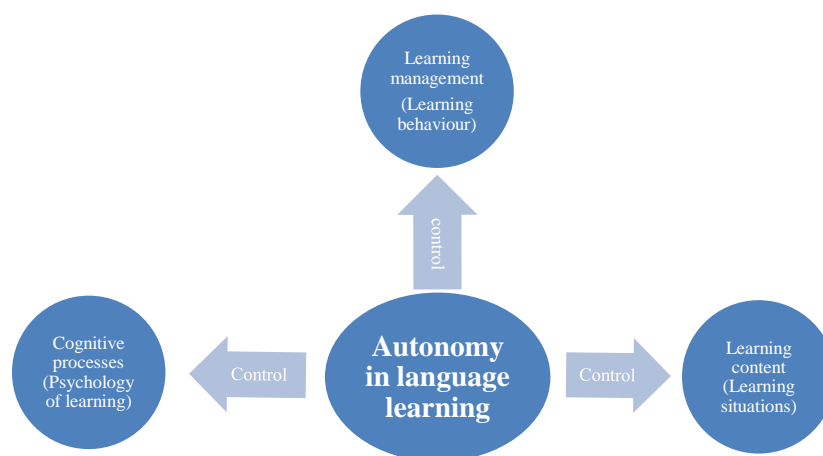 Learning
management
(Learning
behaviour)
control
Cognitive
processes
(Psychology
of learning)
Control
Autonomy
in language
learning
Control
Learning
content
(Learning
situations)